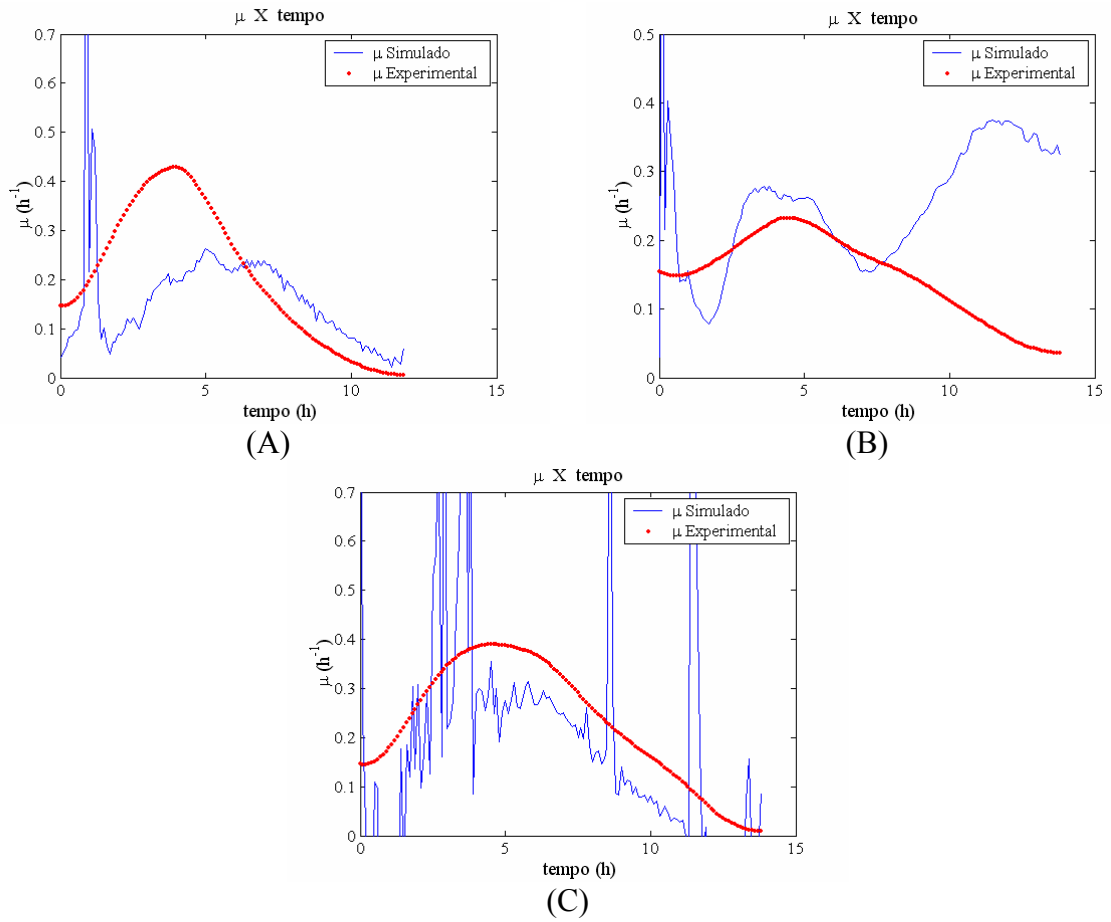 μ X tempo
0.7
0.6
0.5
0.4
0.3
0.2
0.1
0
μ (h⁻¹)
μ Simulado
μ Experimental
0 5 10 15
tempo (h)
(A)
μ X tempo
0.5
0.4
0.3
0.2
0.1
0
μ (h⁻¹)
μ Simulado
μ Experimental
0 5 10 15
tempo (h)
(B)
μ X tempo
0.7
0.6
0.5
0.4
0.3
0.2
0.1
0
μ (h⁻¹)
μ Simulado
μ Experimental
0 5 10 15
tempo (h)
(C)